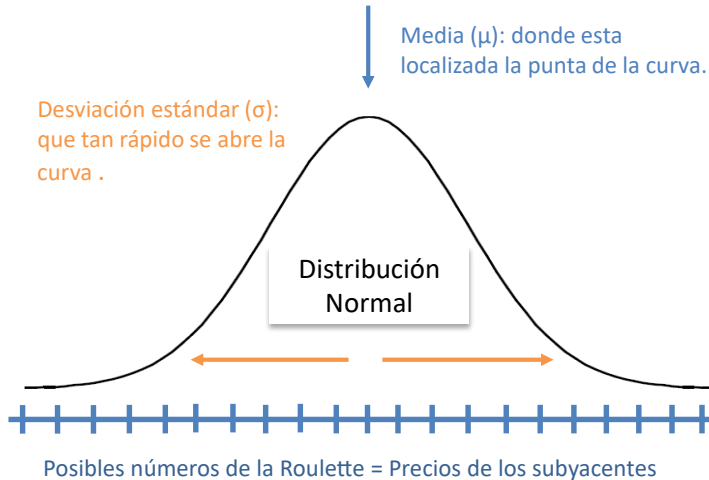 Media (μ): donde esta
localizada la punta de la curva.
Desviación estándar (σ):
que tan rápido se abre la
curva .
Distribución
Normal
Posibles números de la Roulette = Precios de los subyacentes